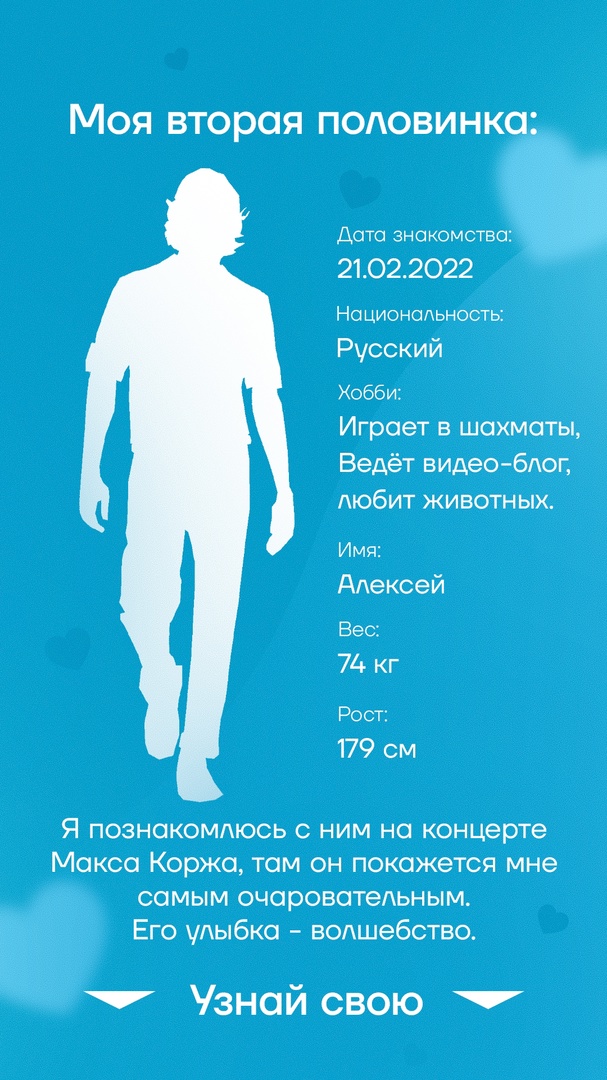 Моя вторая половинка:
Дата знакомства:
21.02.2022
Национальность:
Русский
Хобби:
Играет в шахматы,
Ведёт видео-блог,
любит животных.
Имя:
Алексей
Вес:
74 кг
Рост:
179 см
Я познакомлюсь с ним на концерте
Макса Коржа, там он покажется мне
самым очаровательным.
Его улыбка - волшебство.
Узнай свою